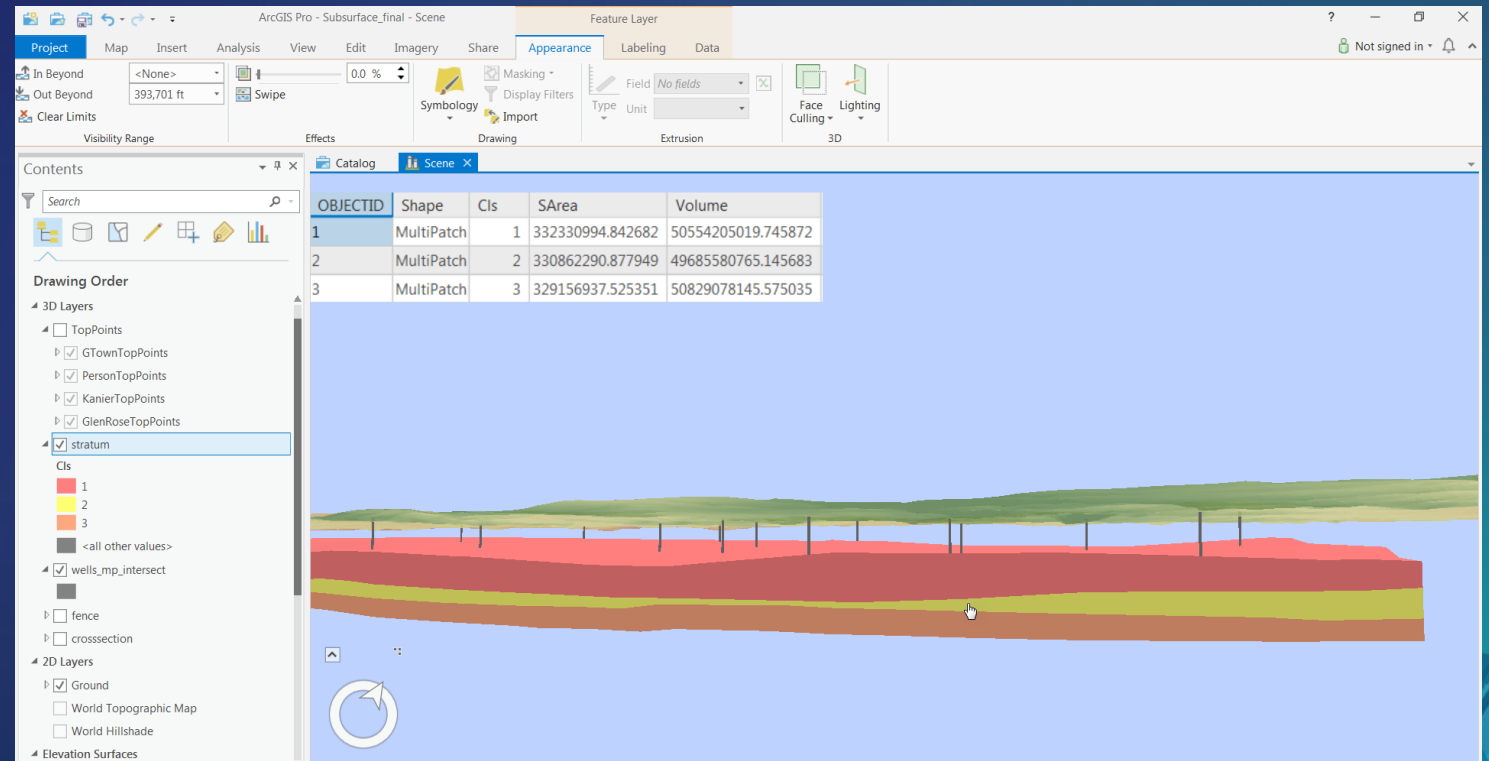 ArcGIS Pro - Subsurface_final - Scene
Feature Layer
?
Project Map Insert Analysis View Edit Imagery Share Appearance Labeling Data
Not signed in
In Beyond <None> 0.0 % Masking Field No fields
Out Beyond 393,701 ft Swipe Symbology Display Filters Type Unit Face Culling Lighting
Clear Limits Import
Visibility Range Effects Drawing Extrusion 3D
Contents
Catalog Scene
Search
OBJECTID Shape Cls SArea Volume
1 MultiPatch 1 332330994.842682 50554205019.745872
2 MultiPatch 2 330862290.877949 49685580765.145683
3 MultiPatch 3 329156937.525351 50829078145.575035
Drawing Order
3D Layers
TopPoints
GTownTopPoints
PersonTopPoints
KanierTopPoints
GlenRoseTopPoints
stratum
Cls
1
2
3
<all other values>
wells_mp_intersect
fence
crosssection
2D Layers
Ground
World Topographic Map
World Hillshade
Elevation Surfaces